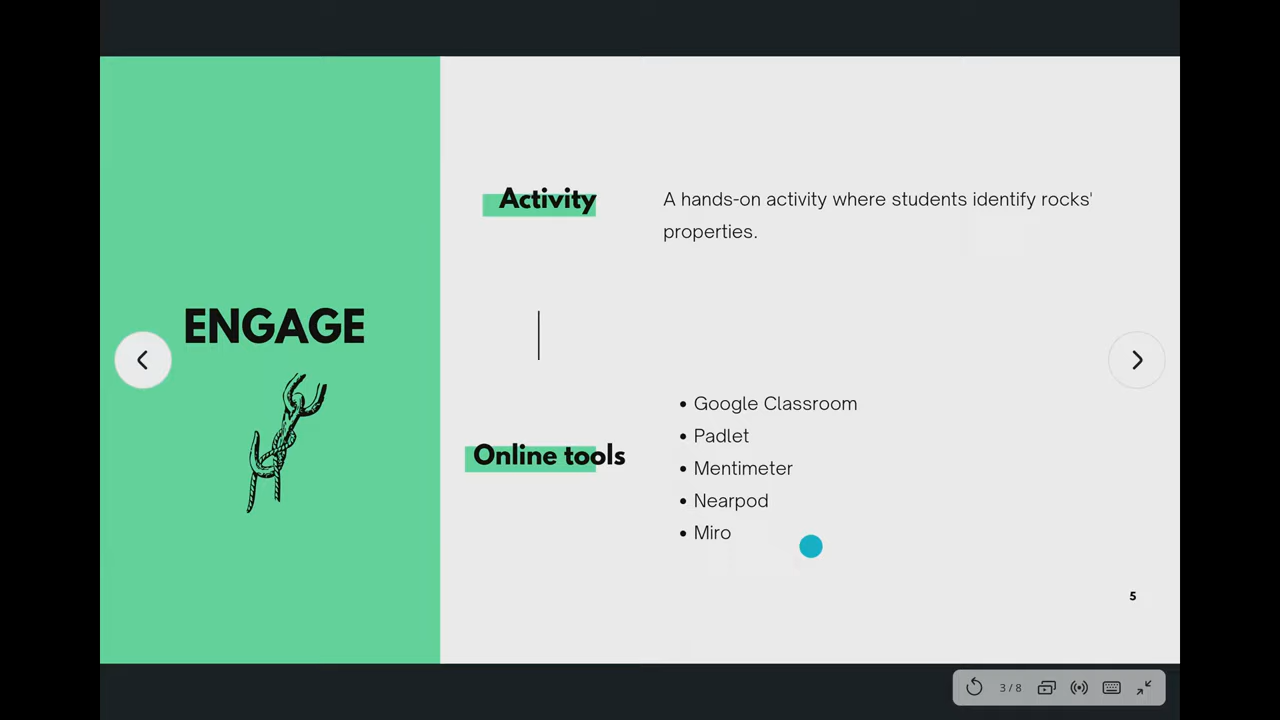 ENGAGE
Activity
A hands-on activity where students identify rocks'
properties.
Online tools
Google Classroom
Padlet
Mentimeter
Nearpod
Miro
5
3 / 8